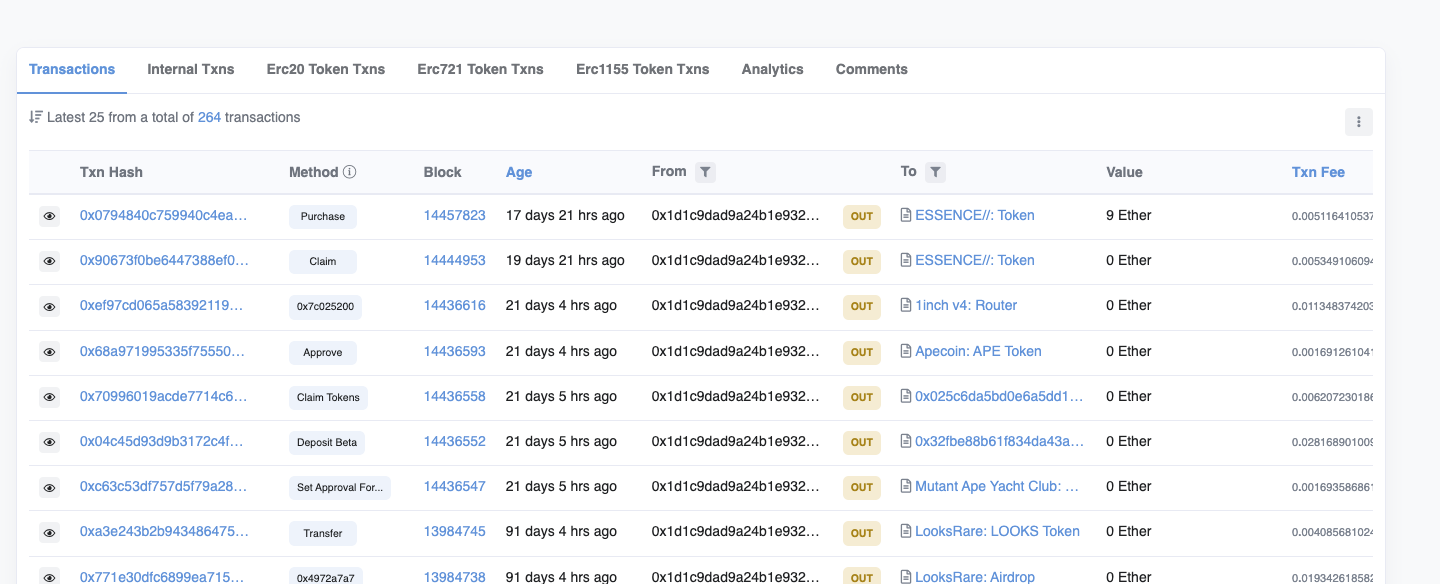 Transactions Internal Txns Erc20 Token Txns Erc721 Token Txns Erc1155 Token Txns Analytics Comments
Latest 25 from a total of 264 transactions
Txn Hash Method Block Age From To Value Txn Fee
0x0794840c759940c4ea... Purchase 14457823 17 days 21 hrs ago 0x1d1c9dad9a24b1e932... OUT ESSENCE//: Token 9 Ether 0.005116410537
0x90673f0be6447388ef0... Claim 14444953 19 days 21 hrs ago 0x1d1c9dad9a24b1e932... OUT ESSENCE//: Token 0 Ether 0.005349106094
0xef97cd065a58392119... 0x7c025200 14436616 21 days 4 hrs ago 0x1d1c9dad9a24b1e932... OUT 1inch v4: Router 0 Ether 0.011348374203
0x68a971995335f75550... Approve 14436593 21 days 4 hrs ago 0x1d1c9dad9a24b1e932... OUT Apecoin: APE Token 0 Ether 0.001691261041
0x70996019acde7714c6... Claim Tokens 14436558 21 days 5 hrs ago 0x1d1c9dad9a24b1e932... OUT 0x025c6da5bd0e6a5dd1... 0 Ether 0.006207230186
0x04c45d93d9b3172c4f... Deposit Beta 14436552 21 days 5 hrs ago 0x1d1c9dad9a24b1e932... OUT 0x32fbe88b61f834da43a... 0 Ether 0.028168901009
0xc63c53df757d5f79a28... Set Approval For... 14436547 21 days 5 hrs ago 0x1d1c9dad9a24b1e932... OUT Mutant Ape Yacht Club: ... 0 Ether 0.001693586861
0xa3e243b2b943486475... Transfer 13984745 91 days 4 hrs ago 0x1d1c9dad9a24b1e932... OUT LooksRare: LOOKS Token 0 Ether 0.004085681024
0x771e30dfc6899ea715... 0x4972a7a7 13984738 91 days 4 hrs ago 0x1d1c9dad9a24b1e932... OUT LooksRare: Airdrop 0 Ether 0.019342618582